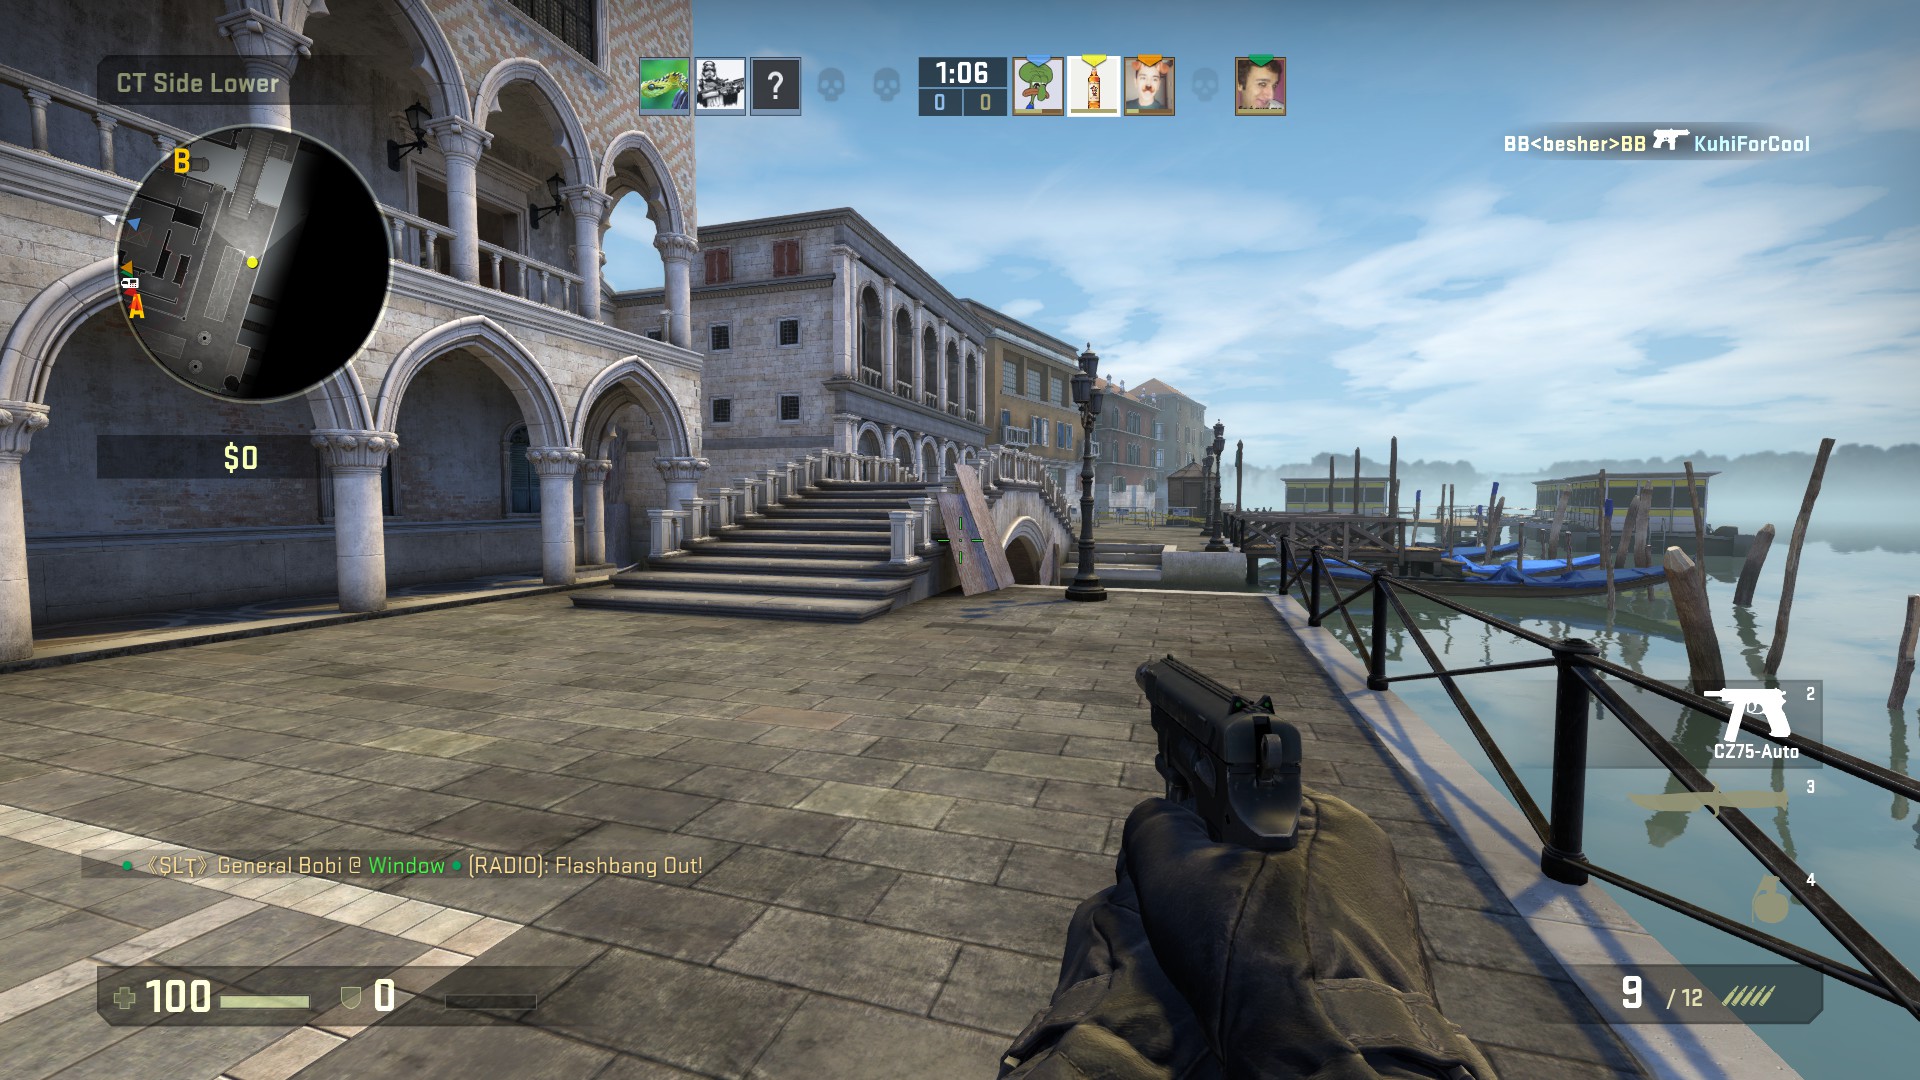 CT Side Lower
?
1:06
0 0
BB<besher>BB KuhiForCool
B
A
$0
2
CZ75-Auto
3
4
《ŞLƮ》 General Bobi @ Window • (RADIO): Flashbang Out!
100 0
9 / 12